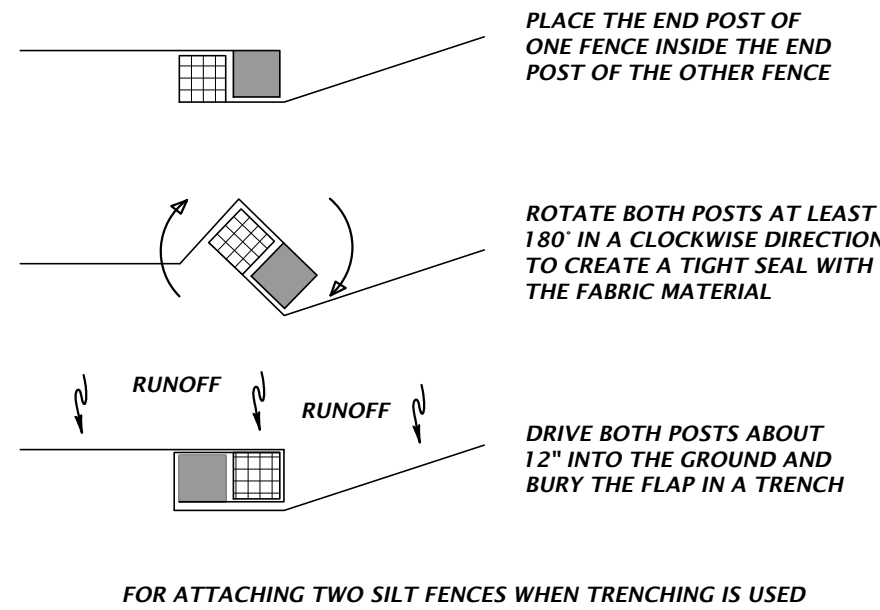 PLACE THE END POST OF
ONE FENCE INSIDE THE END
POST OF THE OTHER FENCE
ROTATE BOTH POSTS AT LEAST
180° IN A CLOCKWISE DIRECTION
TO CREATE A TIGHT SEAL WITH
THE FABRIC MATERIAL
RUNOFF
RUNOFF
DRIVE BOTH POSTS ABOUT
12" INTO THE GROUND AND
BURY THE FLAP IN A TRENCH
FOR ATTACHING TWO SILT FENCES WHEN TRENCHING IS USED